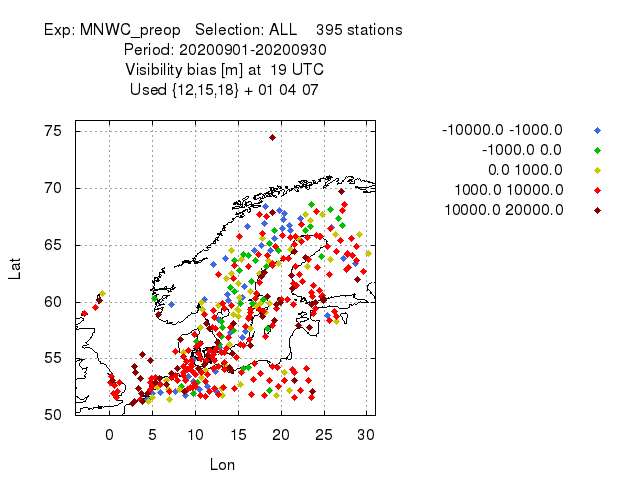 Exp: MNWC_preop Selection: ALL 395 stations
Period: 20200901-20200930
Visibility bias [m] at 19 UTC
Used {12,15,18} + 01 04 07
-10000.0 -1000.0
-1000.0 0.0
0.0 1000.0
1000.0 10000.0
10000.0 20000.0
75
70
65
60
55
50
Lat
0 5 10 15 20 25 30
Lon